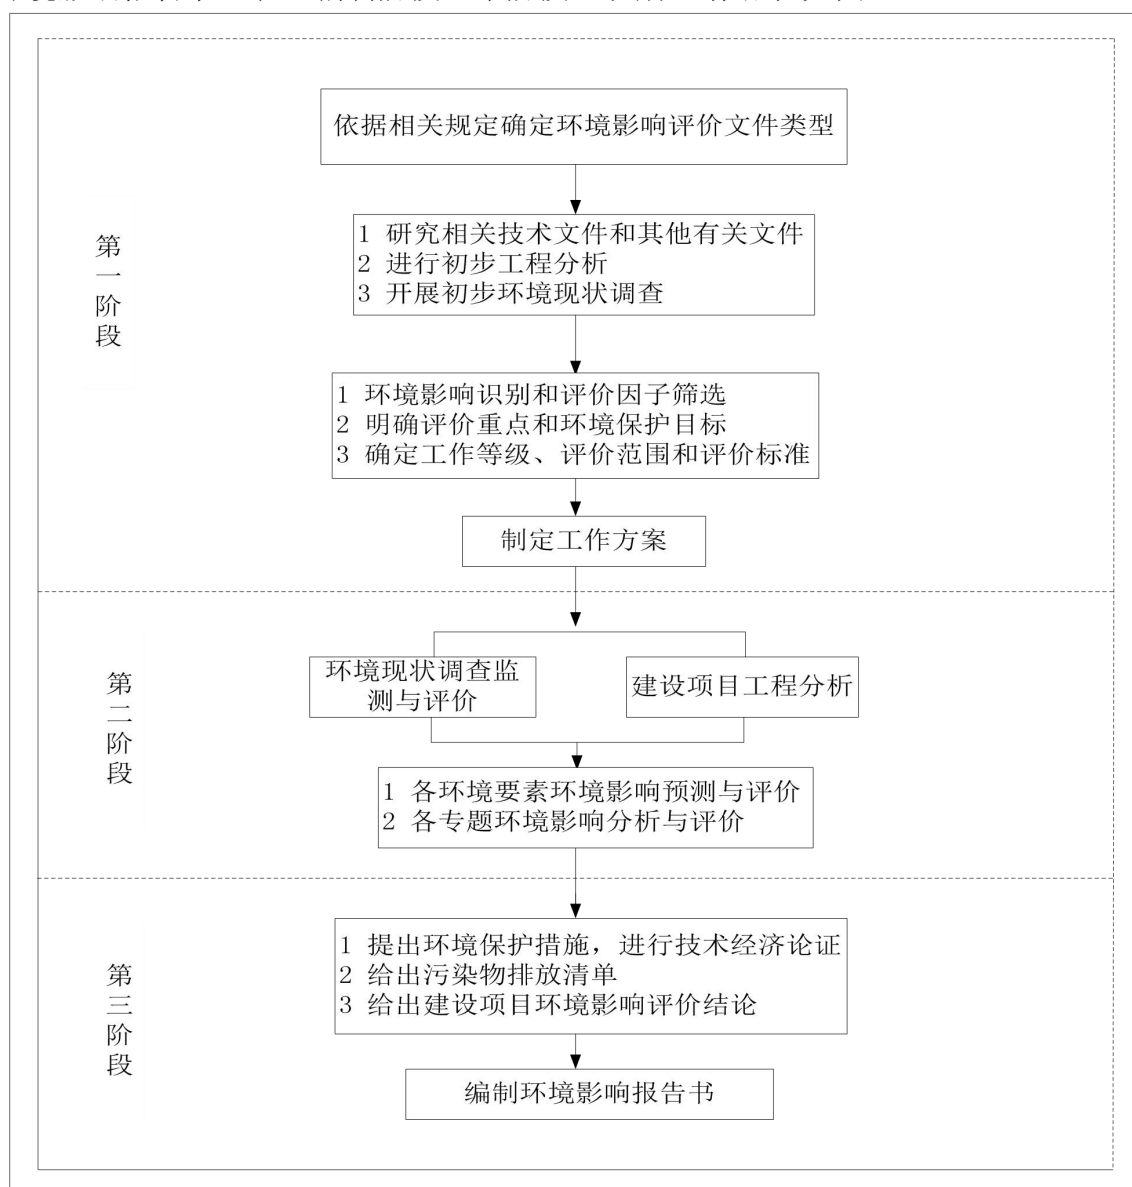 依据相关规定确定环境影响评价文件类型
第一阶段
1 研究相关技术文件和其他有关文件
2 进行初步工程分析
3 开展初步环境现状调查
1 环境影响识别和评价因子筛选
2 明确评价重点和环境保护目标
3 确定工作等级、评价范围和评价标准
制定工作方案
第二阶段
环境现状调查监
测与评价
建设项目工程分析
1 各环境要素环境影响预测与评价
2 各专题环境影响分析与评价
第三阶段
1 提出环境保护措施，进行技术经济论证
2 给出污染物排放清单
3 给出建设项目环境影响评价结论
编制环境影响报告书